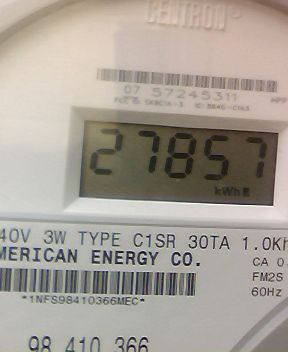 CENTRON®
07 57245311
27857
kWh
40V 3W TYPE C1SR 30TA 1.0Kh
MERICAN ENERGY CO.
CA 0.
FM2S
*1NFS98410366MEC*
60Hz
98 410 366